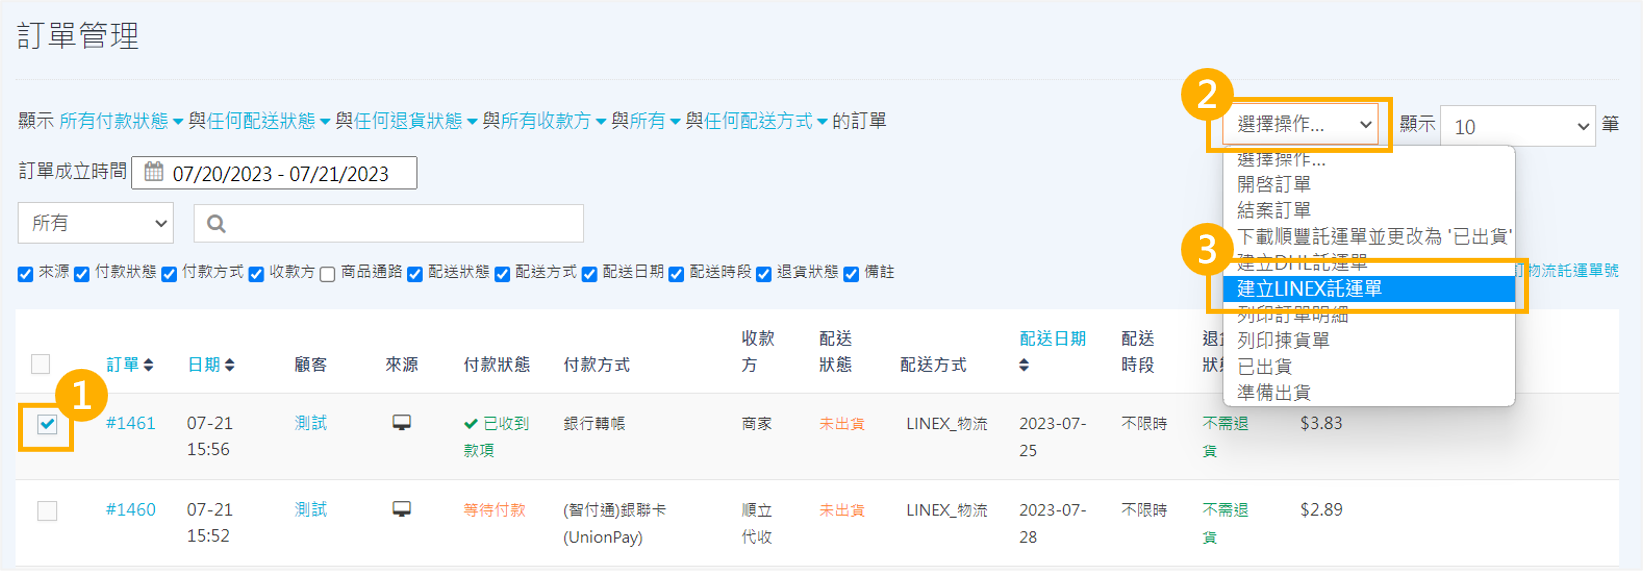 訂單管理
顯示 所有付款狀態 與任何配送狀態 與任何退貨狀態 與所有收款方 與所有 與任何配送方式 的訂單
2
選擇操作...
顯示 10 筆
訂單成立時間 07/20/2023 - 07/21/2023
所有
選擇操作...
開啓訂單
結案訂單
下載順豐託運單並更改為 '已出貨'
3
建立DHL託運單
建立LINEX託運單
列印訂單明細
列印揀貨單
已出貨
準備出貨
來源 付款狀態 付款方式 收款方 商品通路 配送狀態 配送方式 配送日期 配送時段 退貨狀態 備註
物流託運單號
訂單 日期 顧客 來源 付款狀態 付款方式 收款方 配送狀態 配送方式 配送日期 配送時段
1
#1461 07-21 15:56 測試 已收到款項 銀行轉帳 商家 未出貨 LINEX_物流 2023-07-25 不限時 不需退貨 $3.83
#1460 07-21 15:52 測試 等待付款 (智付通)銀聯卡(UnionPay) 順立代收 未出貨 LINEX_物流 2023-07-28 不限時 不需退貨 $2.89